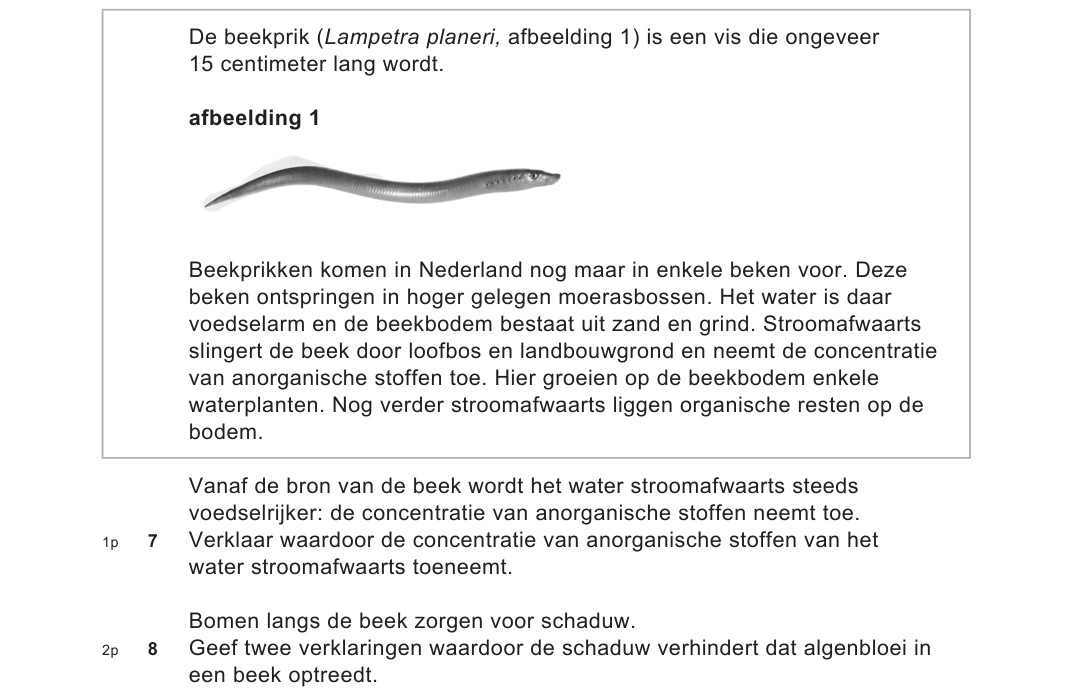 De beekprik (Lampetra planeri, afbeelding 1) is een vis die ongeveer
15 centimeter lang wordt.
afbeelding 1
Beekprikken komen in Nederland nog maar in enkele beken voor. Deze
beken ontspringen in hoger gelegen moerasbossen. Het water is daar
voedselarm en de beekbodem bestaat uit zand en grind. Stroomafwaarts
slingert de beek door loofbos en landbouwgrond en neemt de concentratie
van anorganische stoffen toe. Hier groeien op de beekbodem enkele
waterplanten. Nog verder stroomafwaarts liggen organische resten op de
bodem.
Vanaf de bron van de beek wordt het water stroomafwaarts steeds
voedselrijker: de concentratie van anorganische stoffen neemt toe.
1p 7 Verklaar waardoor de concentratie van anorganische stoffen van het
water stroomafwaarts toeneemt.
Bomen langs de beek zorgen voor schaduw.
2p 8 Geef twee verklaringen waardoor de schaduw verhindert dat algenbloei in
een beek optreedt.